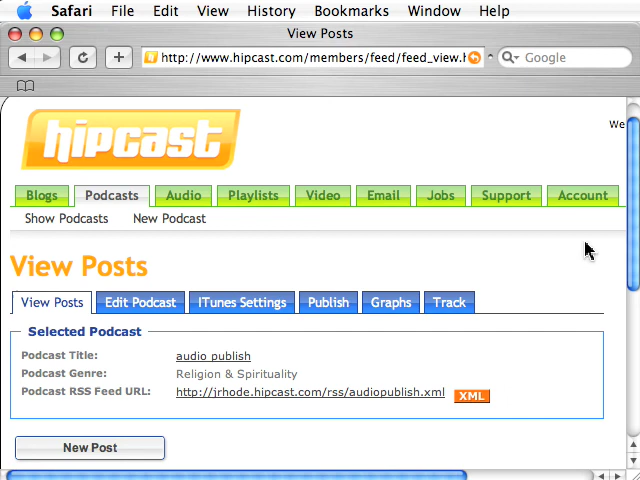 Safari File Edit View History Bookmarks Window Help
View Posts
http://www.hipcast.com/members/feed/feed_view.h
Google
hipcast
We
Blogs Podcasts Audio Playlists Video Email Jobs Support Account
Show Podcasts New Podcast
View Posts
View Posts Edit Podcast ITunes Settings Publish Graphs Track
Selected Podcast
Podcast Title: audio publish
Podcast Genre: Religion & Spirituality
Podcast RSS Feed URL: http://jrhode.hipcast.com/rss/audiopublish.xml XML
New Post